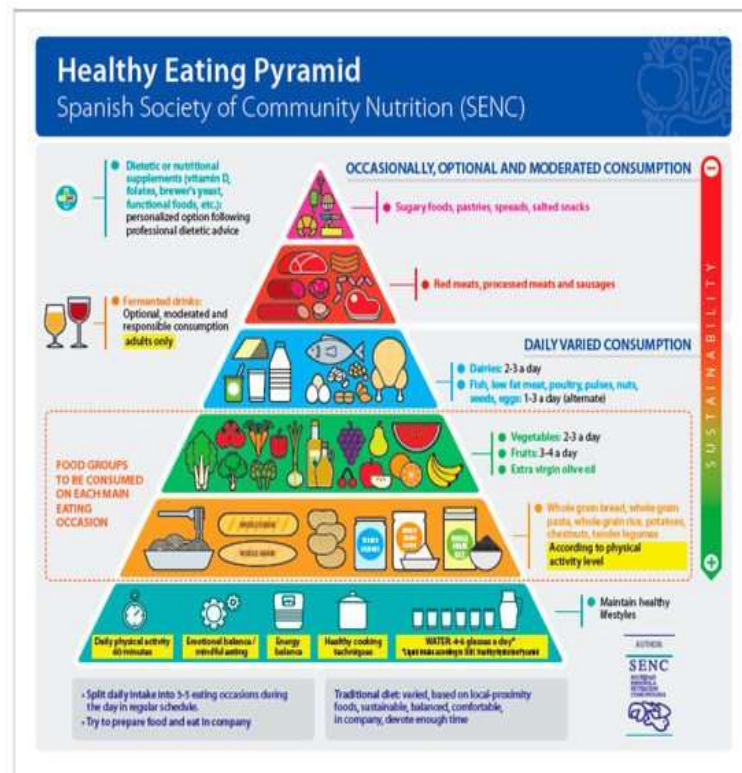 Healthy Eating Pyramid
Spanish Society of Community Nutrition (SENC)
Dietetic or nutritional
supplements (vitamin D,
folates, brewer's yeast,
functional foods, etc.):
personalized option following
professional dietetic advice
OCCASIONALLY, OPTIONAL AND MODERATED CONSUMPTION
Sugary foods, pastries, spreads, salted snacks
Red meats, processed meats and sausages
Fermented drinks:
Optional, moderated and
responsible consumption
adults only
DAILY VARIED CONSUMPTION
Dairies: 2-3 a day
Fish, low fat meat, poultry, pulses, nuts,
seeds, eggs: 1-3 a day (alternate)
Vegetables: 2-3 a day
Fruits: 3-4 a day
Extra virgin olive oil
FOOD GROUPS
TO BE CONSUMED
ON EACH MAIN
EATING
OCCASION
Whole grain bread, whole grain
pasta, whole grain rice, potatoes,
chestnuts, tender legumes
According to physical
activity level
SUSTAINABILITY
Maintain healthy
lifestyles
Daily physical activity
60 minutes
Emotional balance/
mindful eating
Energy
balance
Healthy cooking
techniques
WATER: 4-6 glasses a day*
• Split daily intake into 3-5 eating occasions during
the day in regular schedule.
• Try to prepare food and eat in company
Traditional diet: varied, based on local-proximity
foods, sustainable, balanced, comfortable,
in company, devote enough time
AUTHOR:
SENC